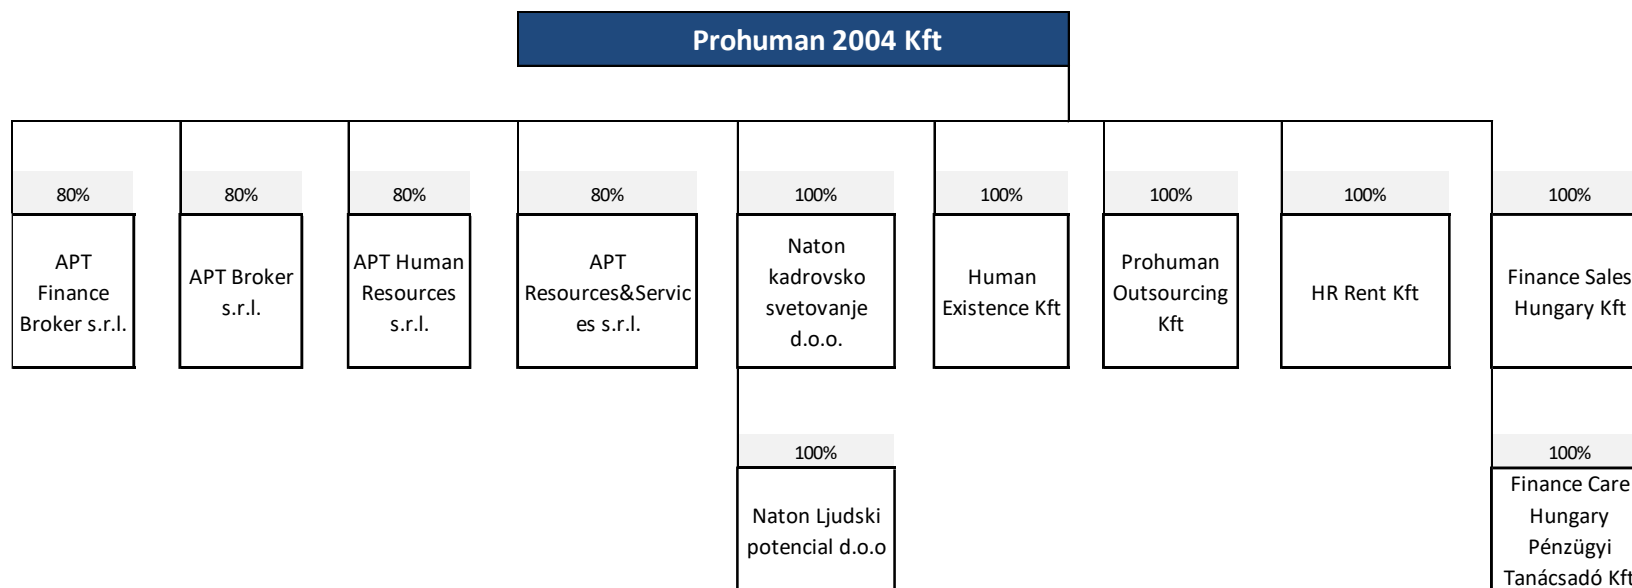 Prohuman 2004 Kft
80%
80%
80%
80%
100%
100%
100%
100%
100%
APT
Finance
Broker s.r.l.
APT Broker
s.r.l.
APT Human
Resources
s.r.l.
APT
Resources&Servic
es s.r.l.
Naton
kadrovsko
svetovanje
d.o.o.
Human
Existence Kft
Prohuman
Outsourcing
Kft
HR Rent Kft
Finance Sales
Hungary Kft
100%
100%
Naton Ljudski
potencial d.o.o
Finance Care
Hungary
Pénzügyi
Tanácsadó Kft